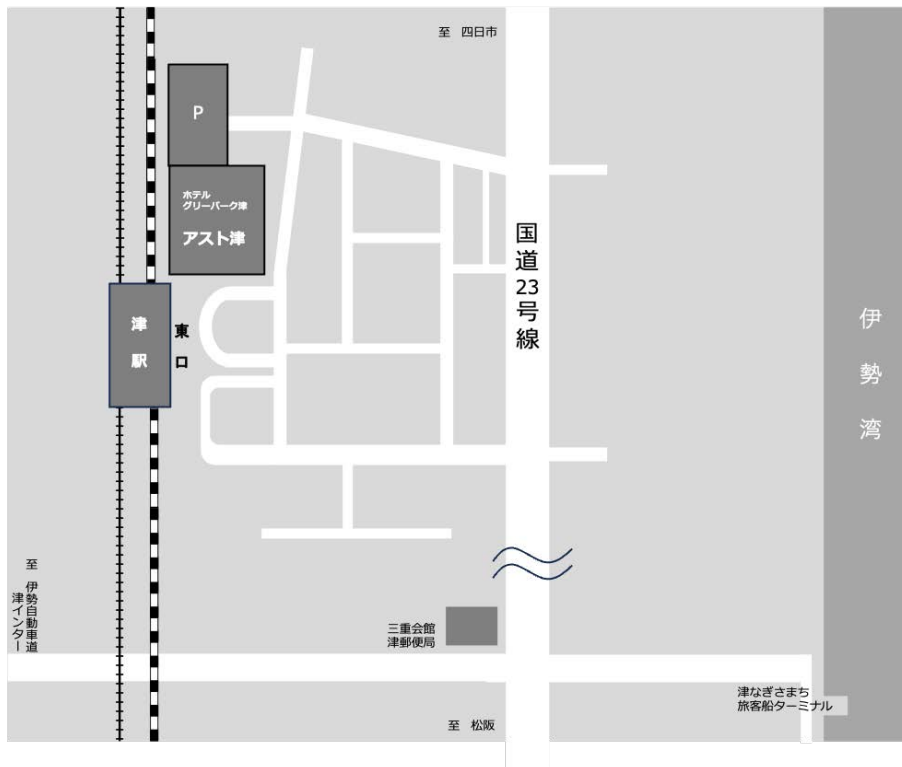 至 四日市
P
ホテル
グリーパーク津
アスト津
国道23号線
津駅
東口
伊勢湾
至 伊勢自動車道
津インター
三重会館
津郵便局
津なぎさまち
旅客船ターミナル
至 松阪